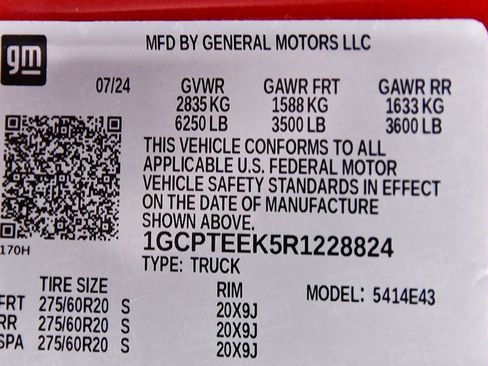 gm
MFD BY GENERAL MOTORS LLC
07/24 GVWR GAWR FRT GAWR RR
2835 KG 1588 KG 1633 KG
6250 LB 3500 LB 3600 LB
THIS VEHICLE CONFORMS TO ALL
APPLICABLE U.S. FEDERAL MOTOR
VEHICLE SAFETY STANDARDS IN EFFECT
ON THE DATE OF MANUFACTURE
SHOWN ABOVE.
170H
1GCPTEEK5R1228824
TYPE: TRUCK
TIRE SIZE RIM MODEL: 5414E43
FRT 275/60R20 S 20X9J
RR 275/60R20 S 20X9J
SPA 275/60R20 S 20X9J